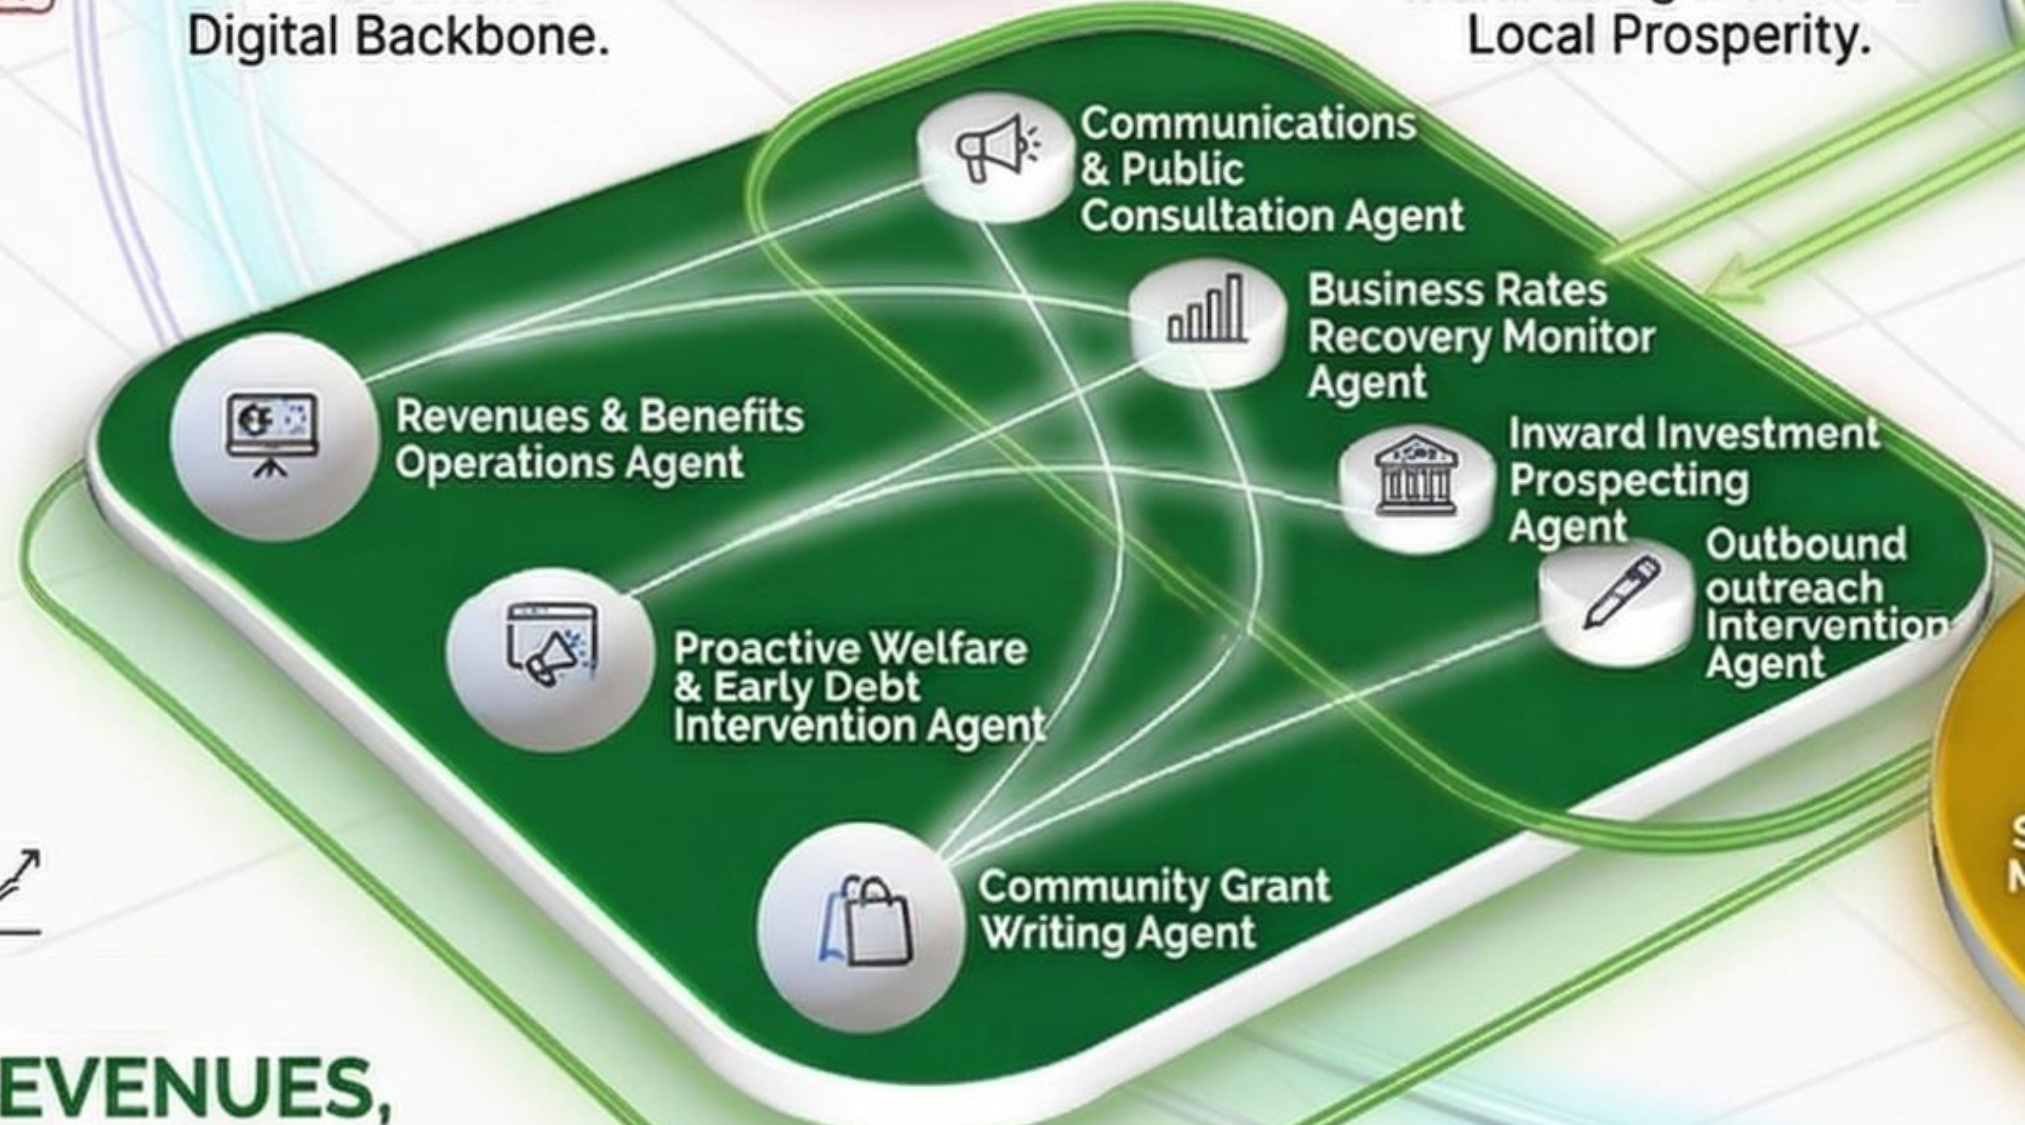 Digital Backbone.
Local Prosperity.
Communications
& Public
Consultation Agent
Business Rates
Recovery Monitor
Agent
Revenues & Benefits
Operations Agent
Inward Investment
Prospecting
Agent
Outbound
outreach
Intervention
Agent
Proactive Welfare
& Early Debt
Intervention Agent
Community Grant
Writing Agent
EVENUES,